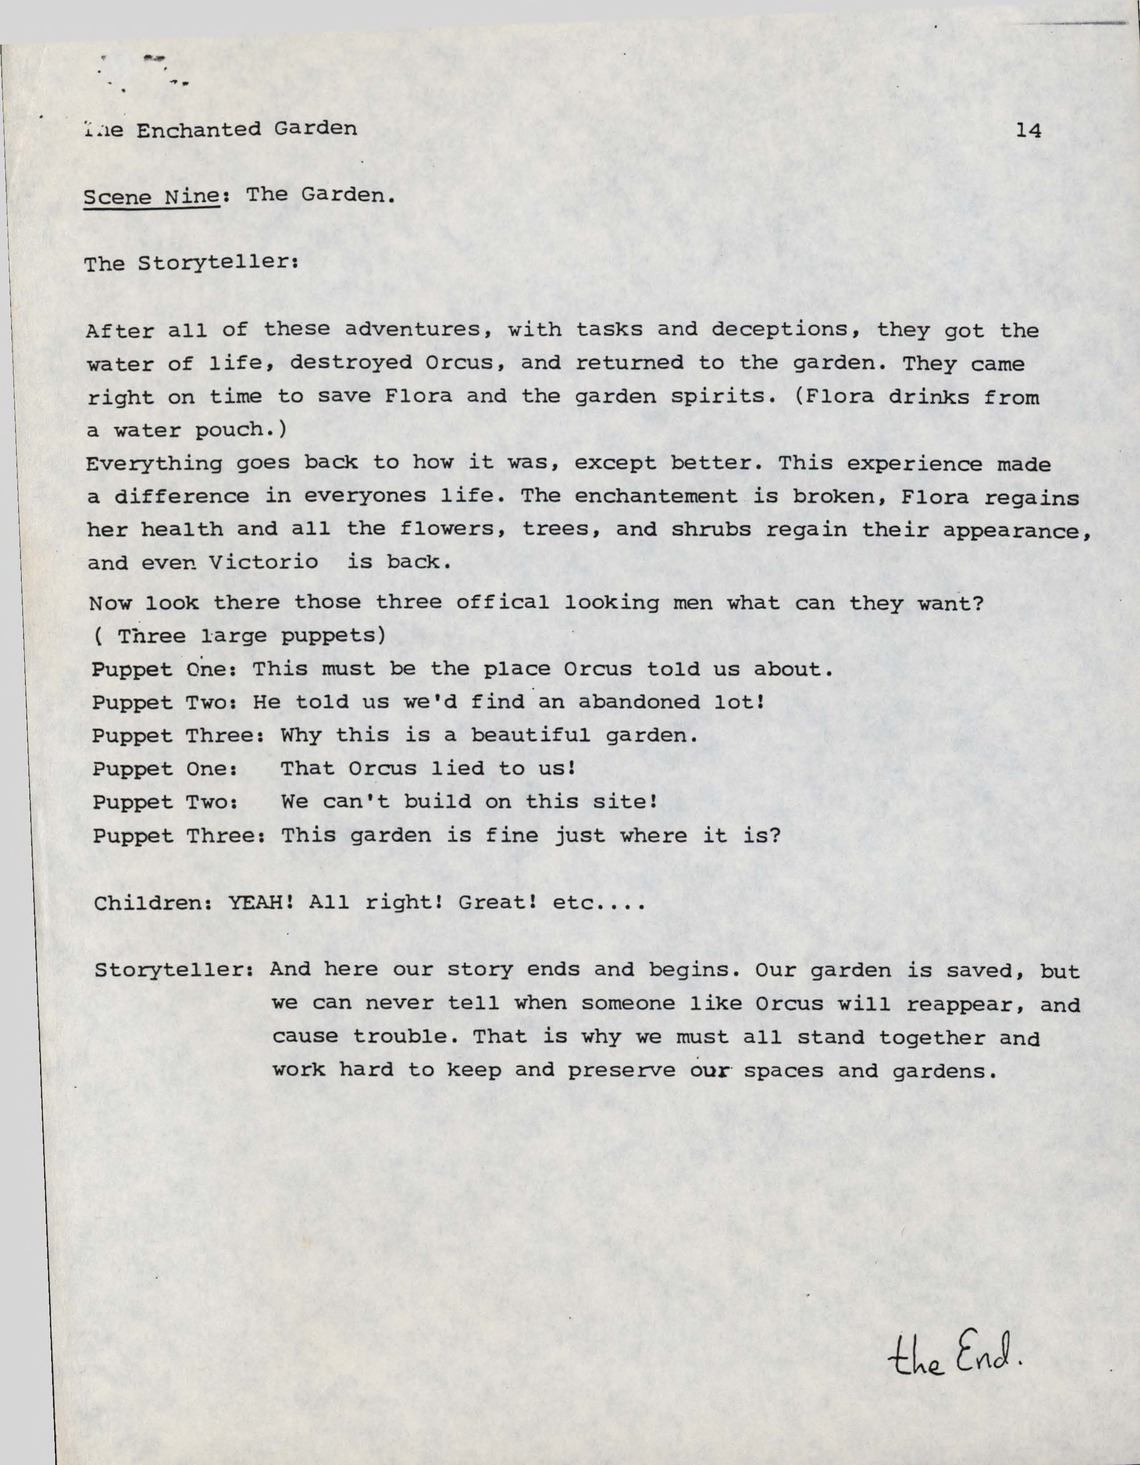 The Enchanted Garden 14
Scene Nine: The Garden.
The Storyteller:
After all of these adventures, with tasks and deceptions, they got the
water of life, destroyed Orcus, and returned to the garden. They came
right on time to save Flora and the garden spirits. (Flora drinks from
a water pouch.)
Everything goes back to how it was, except better. This experience made
a difference in everyones life. The enchantement is broken, Flora regains
her health and all the flowers, trees, and shrubs regain their appearance,
and even Victorio  is back.
Now look there those three offical looking men what can they want?
( Three large puppets)
Puppet One: This must be the place Orcus told us about.
Puppet Two: He told us we'd find an abandoned lot!
Puppet Three: Why this is a beautiful garden.
Puppet One:   That Orcus lied to us!
Puppet Two:   We can't build on this site!
Puppet Three: This garden is fine just where it is?
Children: YEAH! All right! Great! etc....
Storyteller: And here our story ends and begins. Our garden is saved, but
we can never tell when someone like Orcus will reappear, and
cause trouble. That is why we must all stand together and
work hard to keep and preserve our spaces and gardens.
the End.